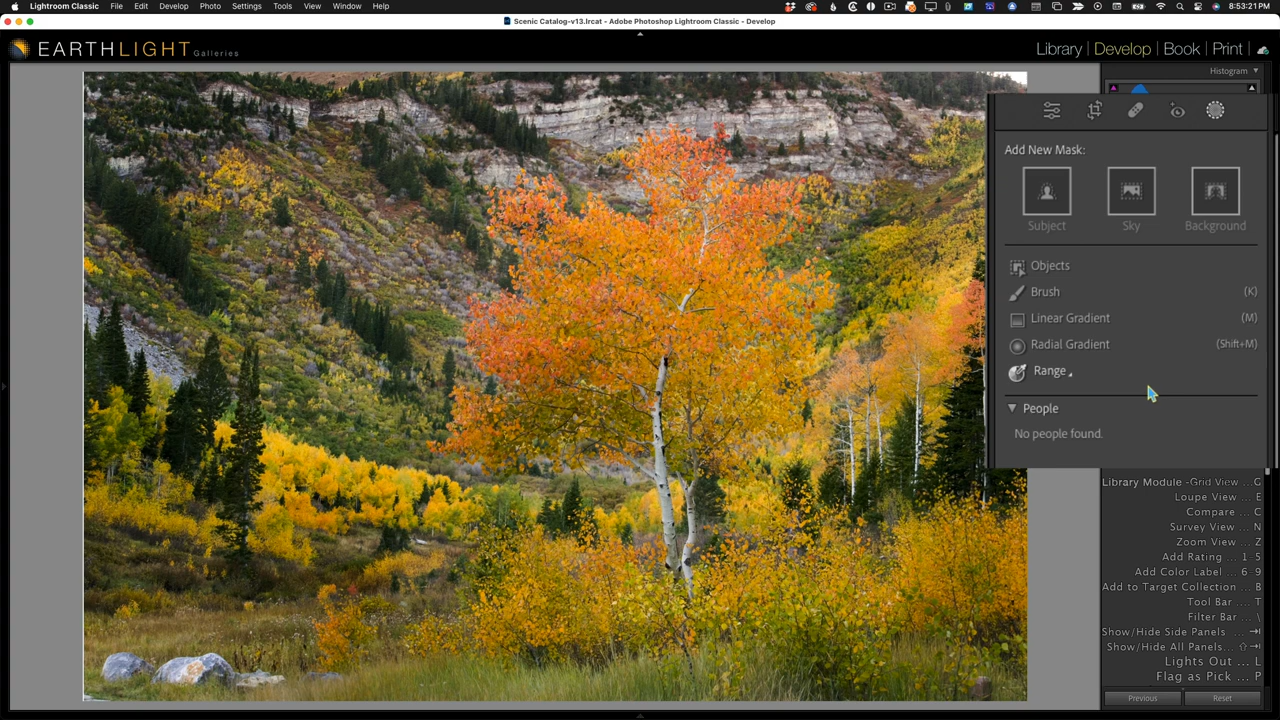 Lightroom Classic File Edit Develop Photo Settings Tools View Window Help 8:53:21 PM
Scenic Catalog-v13.lrcat - Adobe Photoshop Lightroom Classic - Develop
EARTHLIGHT Galleries
Library | Develop | Book | Print |
Histogram
Add New Mask:
Subject Sky Background
Objects
Brush (K)
Linear Gradient (M)
Radial Gradient (Shift+M)
Range
People
No people found.
Library Module -Grid View ...G
Loupe View ... E
Compare ... C
Survey View ... N
Zoom View ... Z
Add Rating ... 1-5
Add Color Label ... 6-9
Add to Target Collection ... B
Tool Bar .... T
Filter Bar ... \
Show/Hide Side Panels ... ⇥
Show/Hide All Panels... ⇧⇥
Lights Out ... L
Flag as Pick ... P
Previous Reset